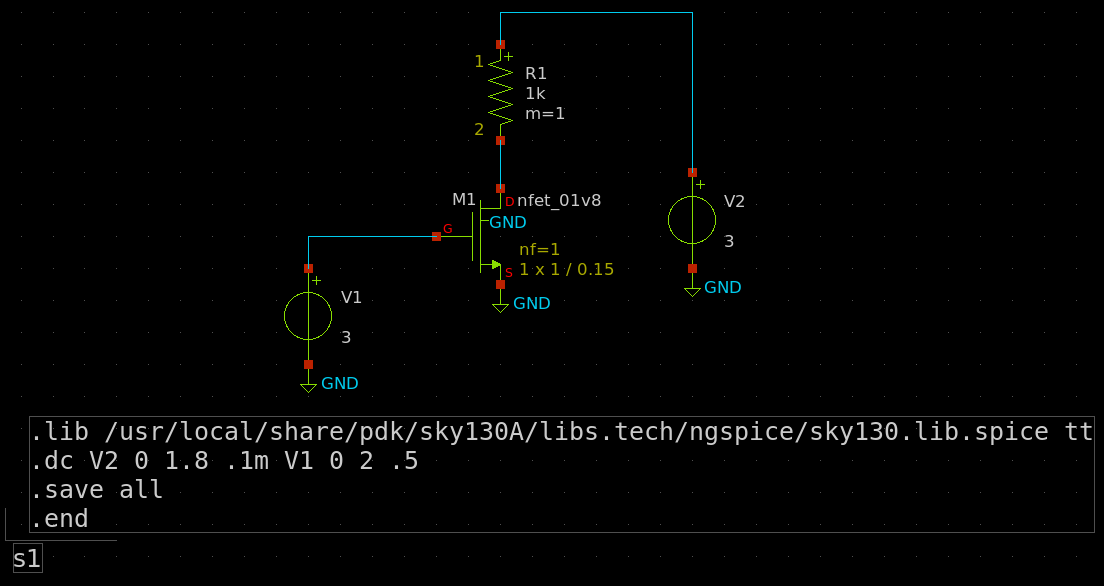 1
+
R1
1k
m=1
2
M1
D
nfet_01v8
GND
G
nf=1
S
1 x 1 / 0.15
GND
+
V2
3
GND
+
V1
3
GND
.lib /usr/local/share/pdk/sky130A/libs.tech/ngspice/sky130.lib.spice tt
.dc V2 0 1.8 .1m V1 0 2 .5
.save all
.end
s1